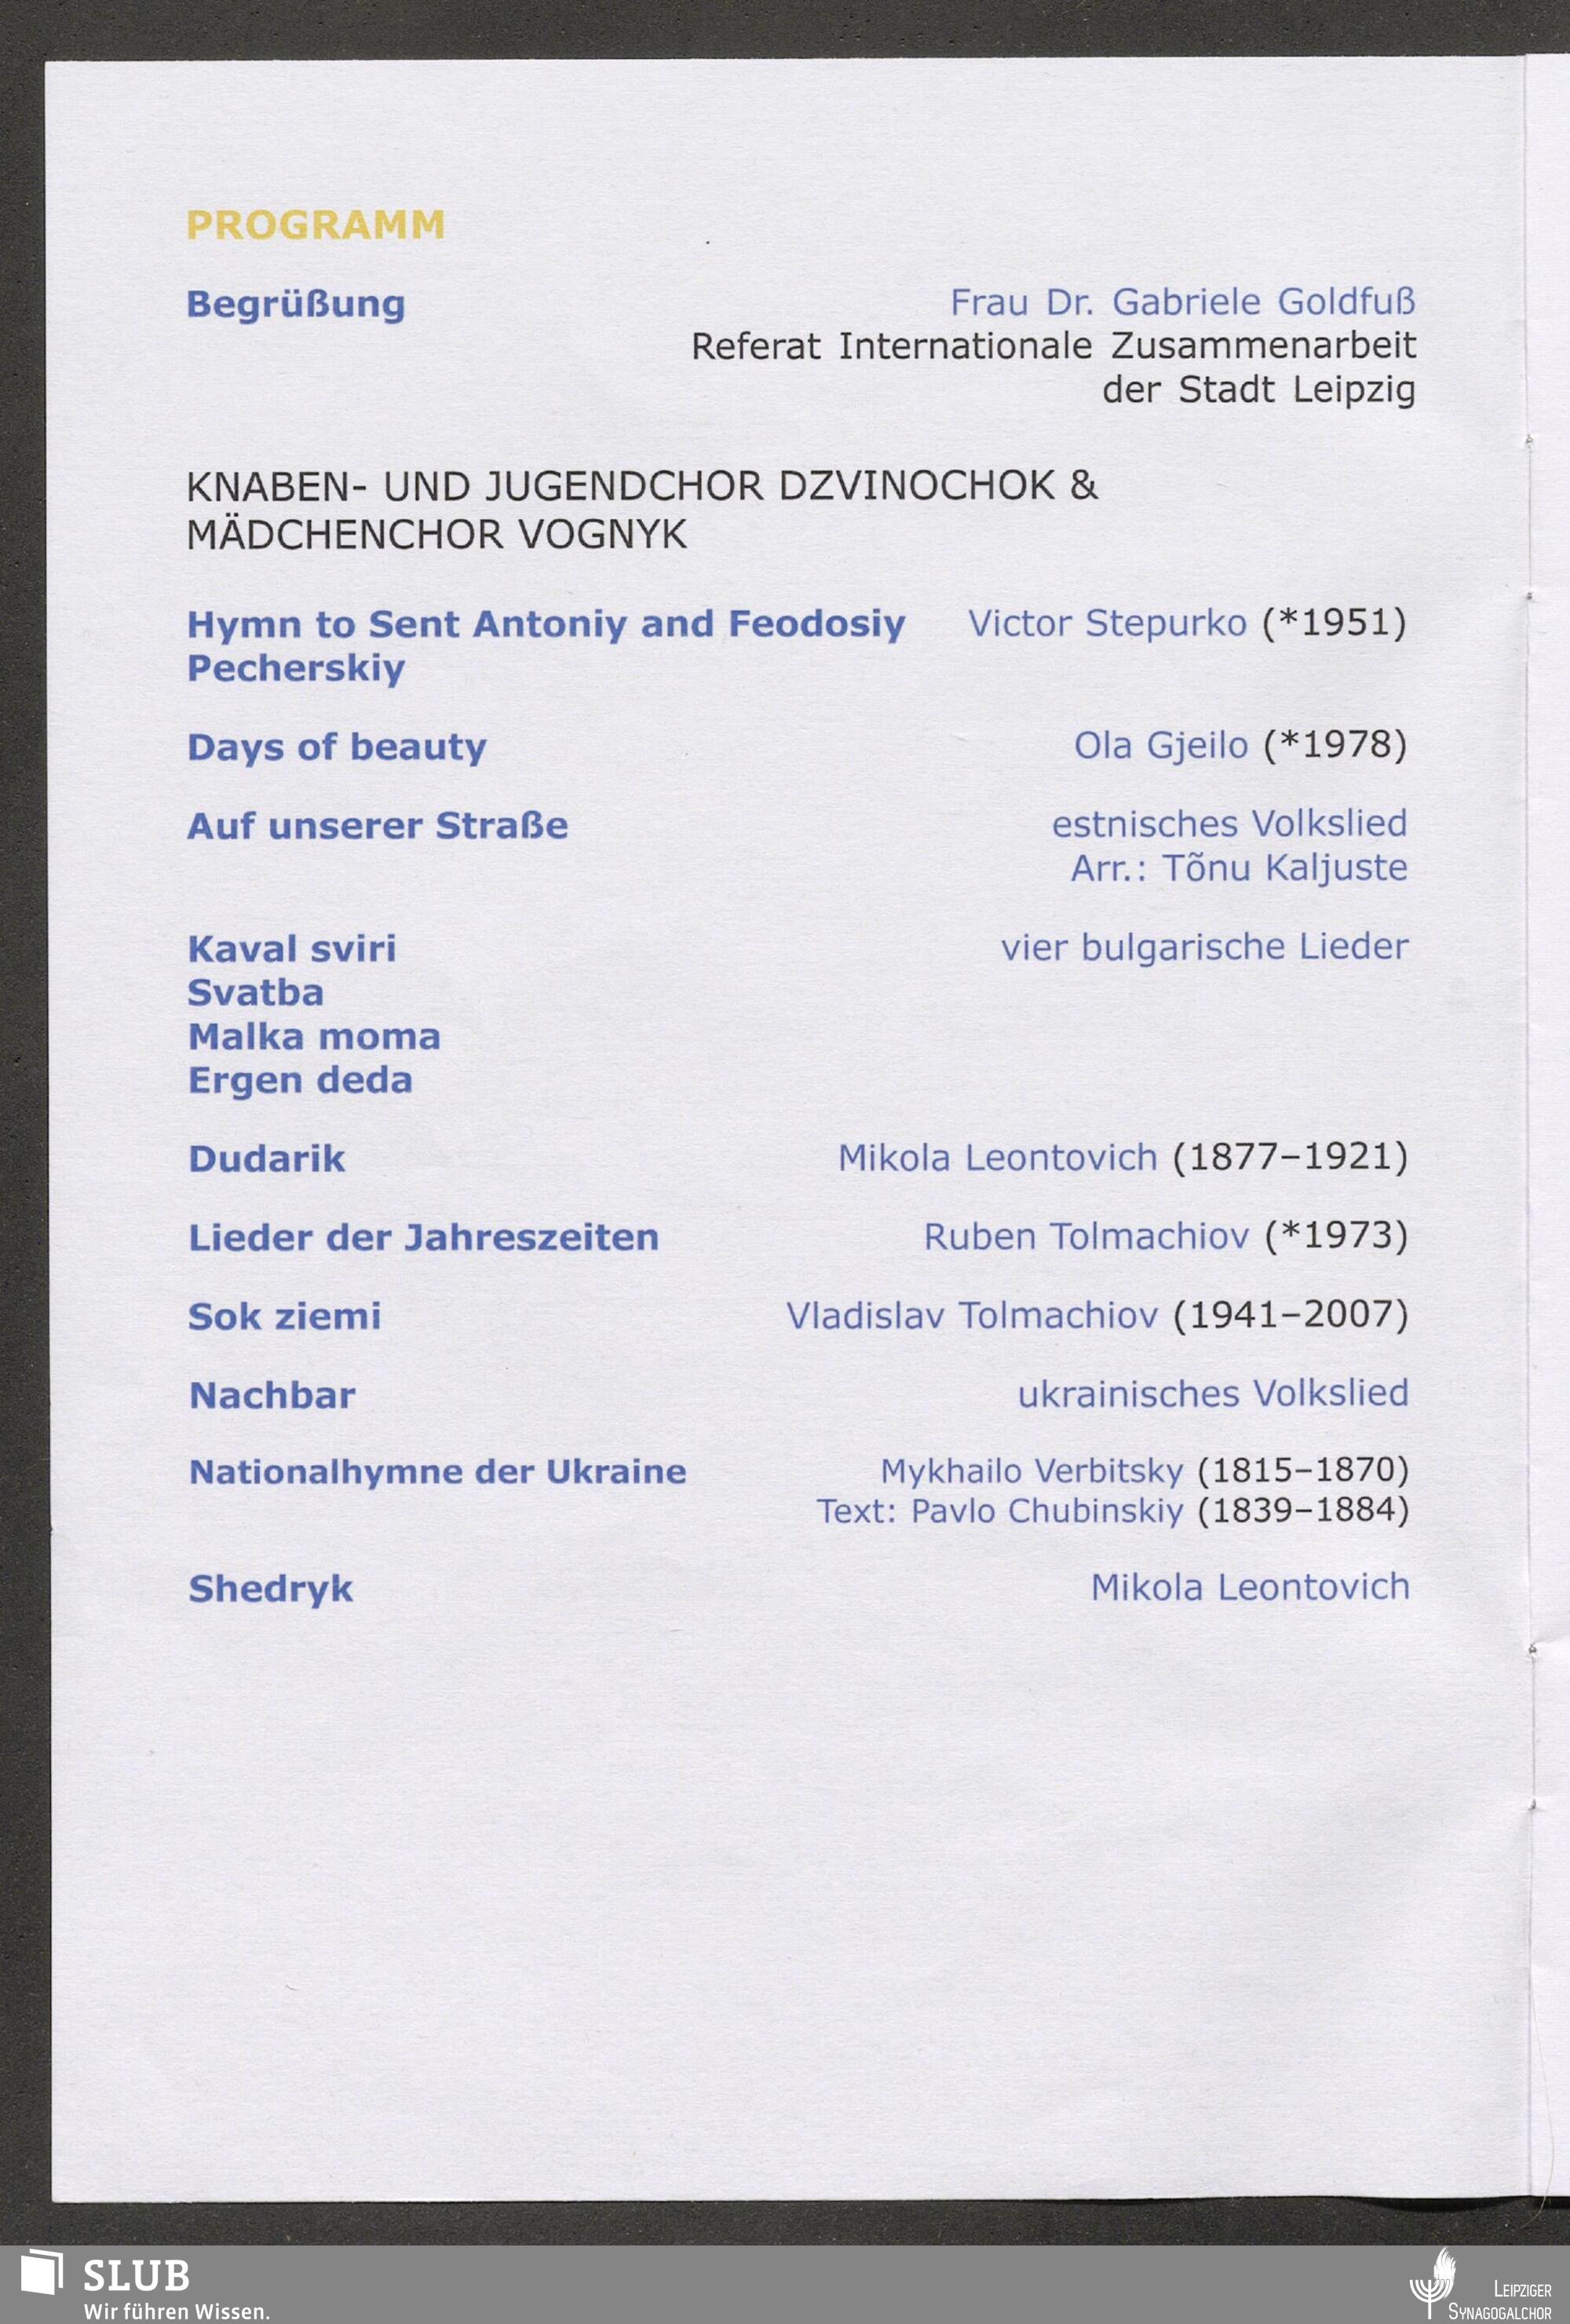 PROGRAMM
Begrüßung Frau Dr. Gabriele Goldfuß
Referat Internationale Zusammenarbeit
der Stadt Leipzig
KNABEN- UND JUGENDCHOR DZVINOCHOK &
MÄDCHENCHOR VOGNYK
Hymn to Sent Antoniy and Feodosiy Victor Stepurko (*1951)
Pecherskiy
Days of beauty Ola Gjeilo (*1978)
Auf unserer Straße estnisches Volkslied
Arr.: Tõnu Kaljuste
Kaval sviri vier bulgarische Lieder
Svatba
Malka moma
Ergen deda
Dudarik Mikola Leontovich (1877–1921)
Lieder der Jahreszeiten Ruben Tolmachiov (*1973)
Sok ziemi Vladislav Tolmachiov (1941–2007)
Nachbar ukrainisches Volkslied
Nationalhymne der Ukraine Mykhailo Verbitsky (1815–1870)
Text: Pavlo Chubinskiy (1839–1884)
Shedryk Mikola Leontovich
SLUB
Wir führen Wissen.
LEIPZIGER
SYNAGOGALCHOR